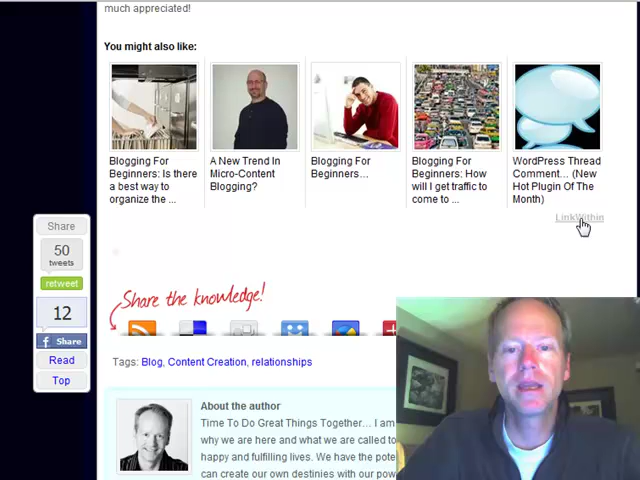 much appreciated!
You might also like:
Blogging For Beginners: Is there a best way to organize the ...
A New Trend In Micro-Content Blogging?
Blogging For Beginners...
Blogging For Beginners: How will I get traffic to come to ...
WordPress Thread Comment... (New Hot Plugin Of The Month)
LinkWithin
Share
50
tweets
retweet
12
f Share
Read
Top
Share the knowledge!
Tags: Blog, Content Creation, relationships
About the author
Time To Do Great Things Together... I am
why we are here and what we are called to
happy and fulfilling lives. We have the pote
can create our own destinies with our pow